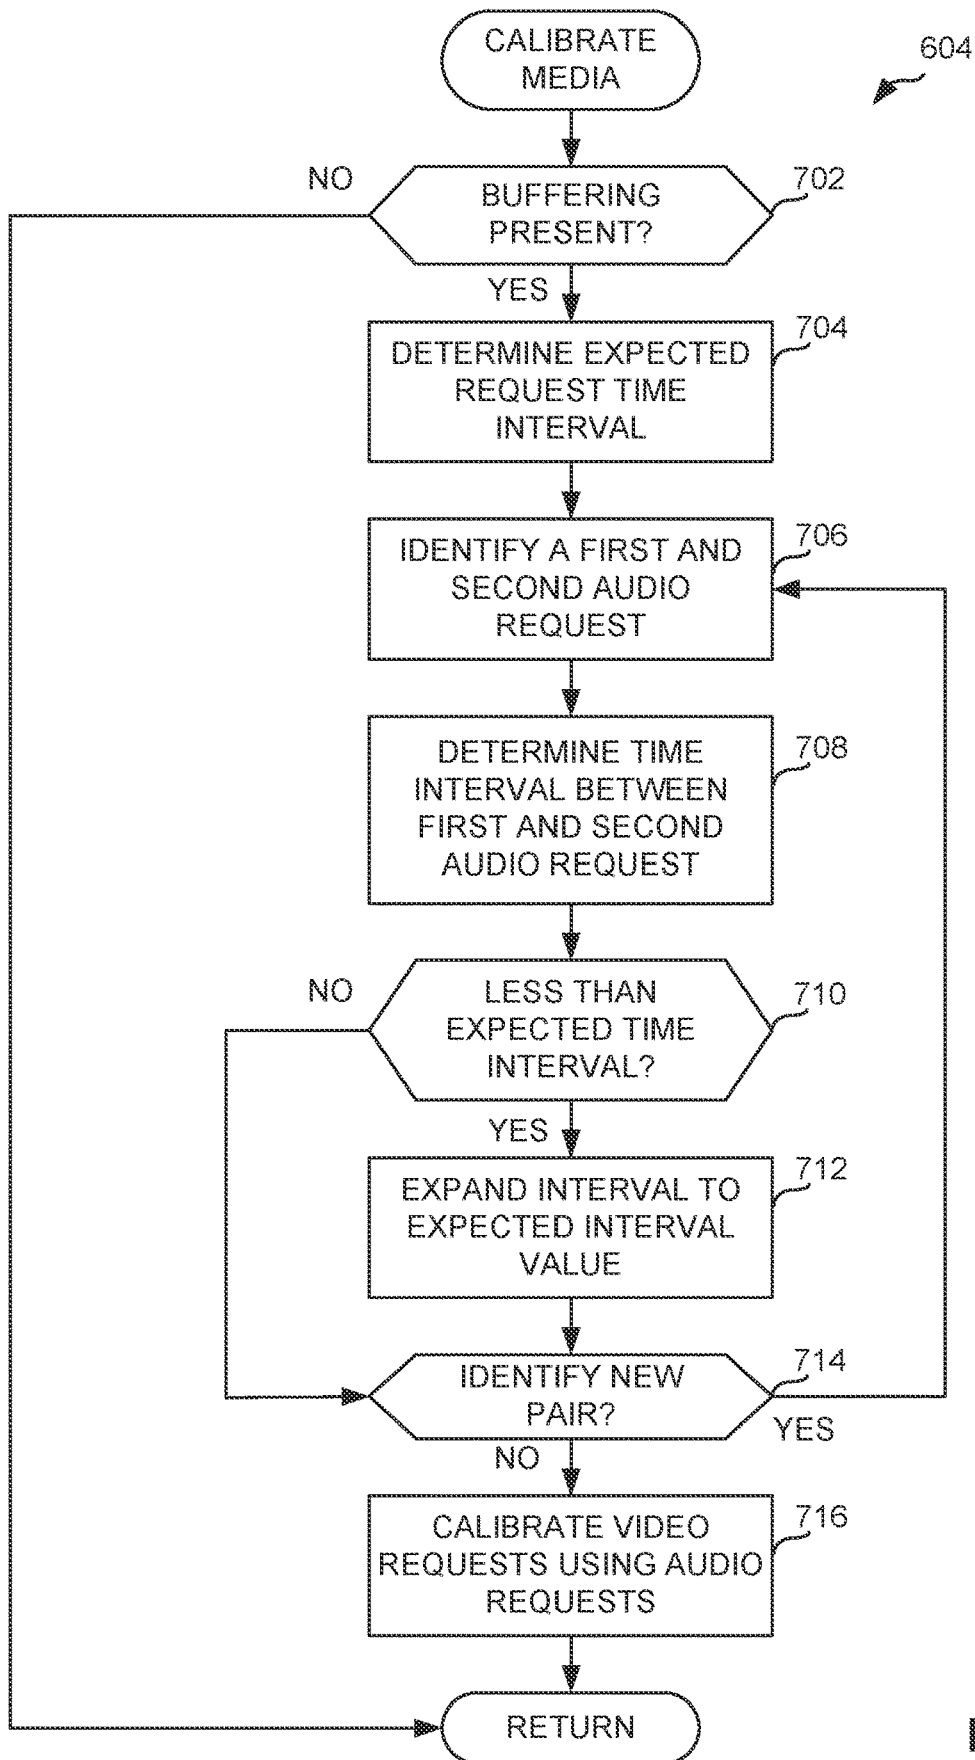 CALIBRATE
MEDIA
604
NO
BUFFERING
PRESENT?
702
YES
DETERMINE EXPECTED
REQUEST TIME
INTERVAL
704
IDENTIFY A FIRST AND
SECOND AUDIO
REQUEST
706
DETERMINE TIME
INTERVAL BETWEEN
FIRST AND SECOND
AUDIO REQUEST
708
NO
LESS THAN
EXPECTED TIME
INTERVAL?
710
YES
EXPAND INTERVAL TO
EXPECTED INTERVAL
VALUE
712
IDENTIFY NEW
PAIR?
714
YES
NO
CALIBRATE VIDEO
REQUESTS USING AUDIO
REQUESTS
716
RETURN